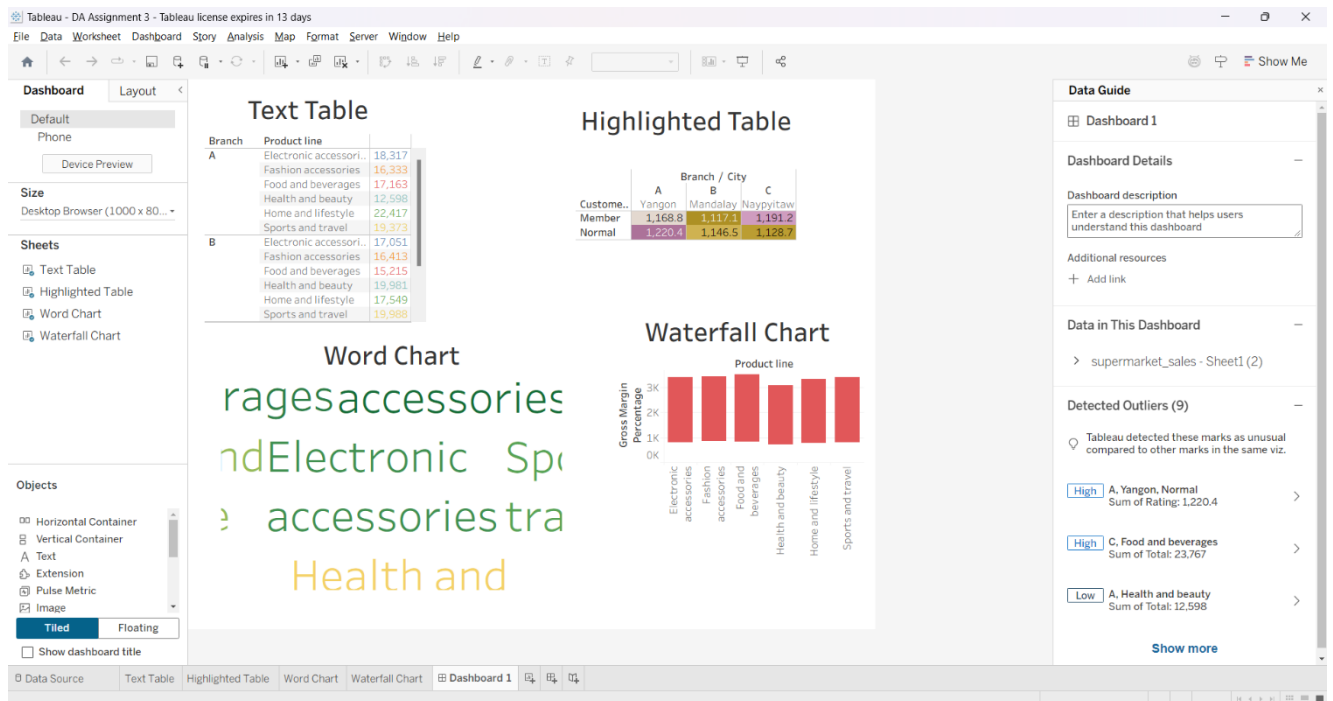 Tableau - DA Assignment 3 - Tableau license expires in 13 days
File Data Worksheet Dashboard Story Analysis Map Format Server Window Help
Show Me
Dashboard Layout
Default
Phone
Device Preview
Size
Desktop Browser (1000 x 80...
Sheets
Text Table
Highlighted Table
Word Chart
Waterfall Chart
Objects
Horizontal Container
Vertical Container
Text
Extension
Pulse Metric
Image
Tiled Floating
Show dashboard title
Text Table
Branch Product line
A Electronic accessori.. 18,317
Fashion accessories 16,333
Food and beverages 17,163
Health and beauty 12,598
Home and lifestyle 22,417
Sports and travel 19,373
B Electronic accessori.. 17,051
Fashion accessories 16,413
Food and beverages 15,215
Health and beauty 19,981
Home and lifestyle 17,549
Sports and travel 19,988
Highlighted Table
Branch / City
A B C
Custome.. Yangon Mandalay Naypyitaw
Member 1,168.8 1,117.1 1,191.2
Normal 1,220.4 1,146.5 1,128.7
Word Chart
rages accessories
nd Electronic Spo
e accessories tra
Health and
Waterfall Chart
Product line
Gross Margin
Percentage
3K
2K
1K
0K
Electronic
accessories
Fashion
accessories
Food and
beverages
Health and beauty
Home and lifestyle
Sports and travel
Data Guide
Dashboard 1
Dashboard Details
Dashboard description
Enter a description that helps users
understand this dashboard
Additional resources
+ Add link
Data in This Dashboard
supermarket_sales - Sheet1 (2)
Detected Outliers (9)
Tableau detected these marks as unusual
compared to other marks in the same viz.
High A, Yangon, Normal
Sum of Rating: 1,220.4
High C, Food and beverages
Sum of Total: 23,767
Low A, Health and beauty
Sum of Total: 12,598
Show more
Data Source Text Table Highlighted Table Word Chart Waterfall Chart Dashboard 1